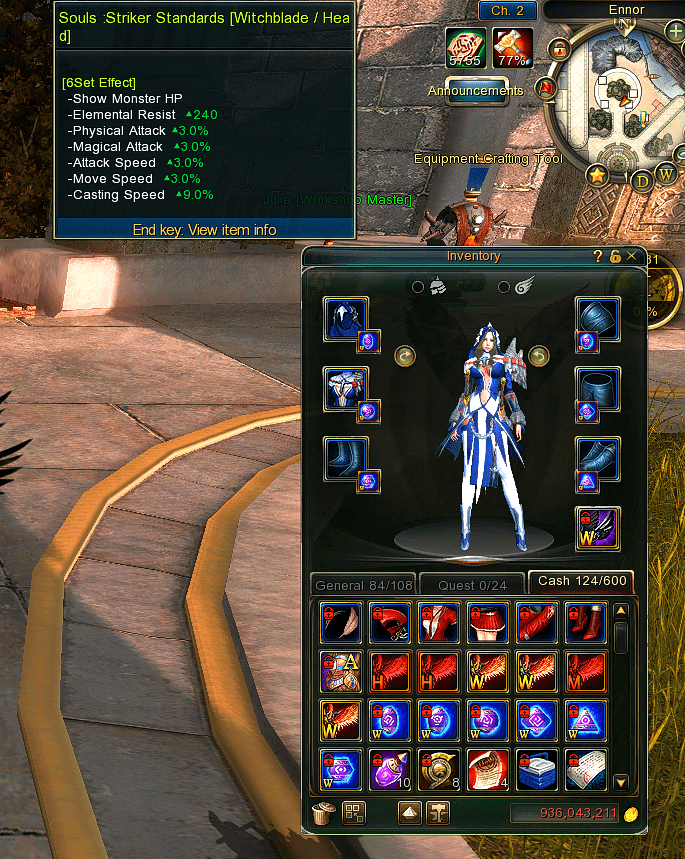 Souls :Striker Standards [Witchblade / Hea
d]
[6Set Effect]
-Show Monster HP
-Elemental Resist ▲240
-Physical Attack ▲3.0%
-Magical Attack ▲3.0%
-Attack Speed ▲3.0%
-Move Speed ▲3.0%
-Casting Speed ▲9.0%
End key: View item info
Ch. 2
Ennor
N
77%
Announcements
Equipment Crafting Tool
D
W
Julie [Workshop Master]
Inventory
?
W
General 84/108
Quest 0/24
Cash 124/600
A
H
H
W
W
M
W
W
W
W
W
W
W
10
8
4
936,043,211